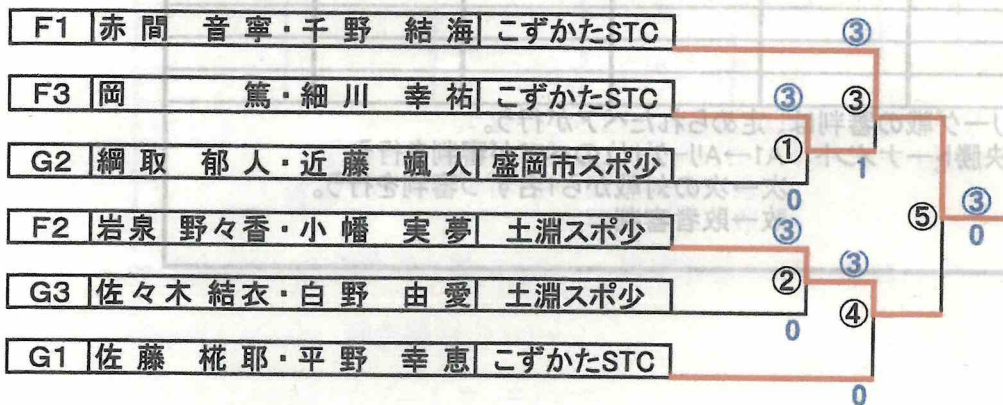 F1 赤間 音寧・千野 結海 こずかたSTC
③
F3 岡 篤・細川 幸祐 こずかたSTC
③ ③
① 1
G2 綱取 郁人・近藤 颯人 盛岡市スポ少
0
⑤ ③
0
F2 岩泉 野々香・小幡 実夢 土淵スポ少
③
② ③
G3 佐々木 結衣・白野 由愛 土淵スポ少
0 ④
G1 佐藤 椛耶・平野 幸恵 こずかたSTC
0